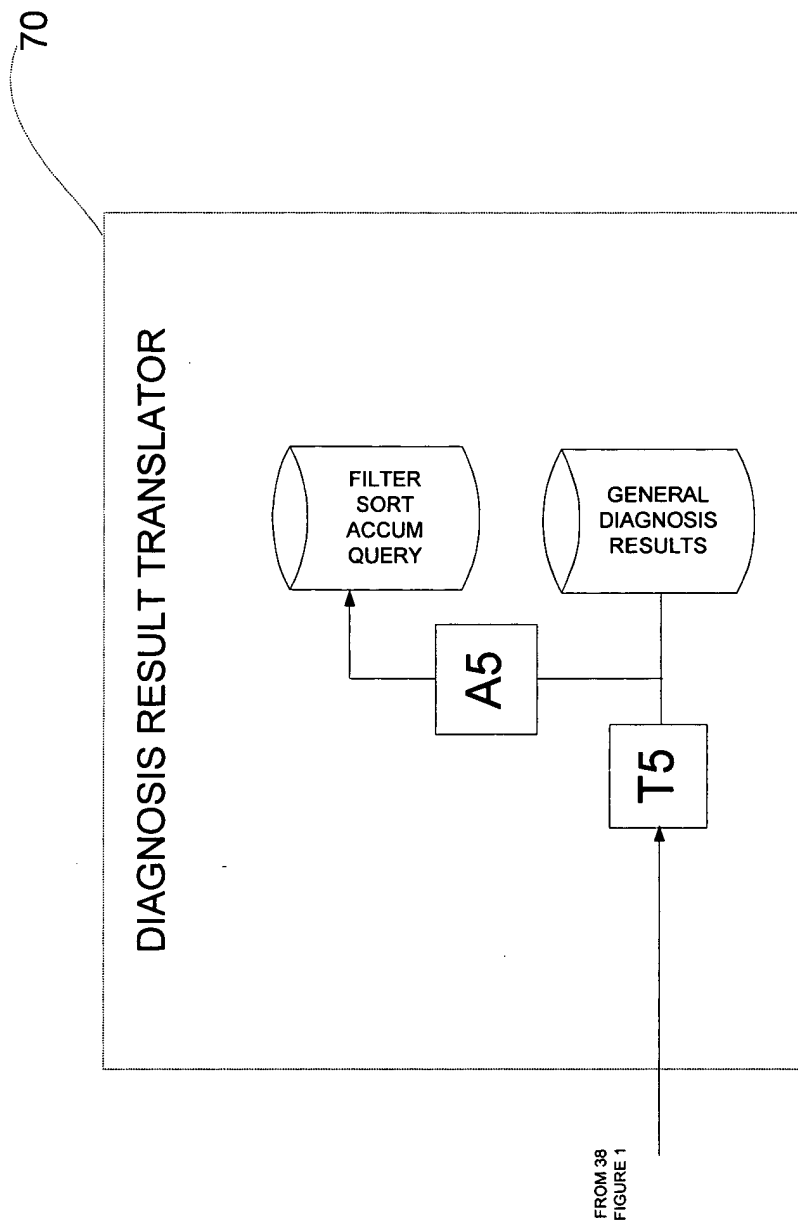 70
DIAGNOSIS RESULT TRANSLATOR
FILTER
SORT
ACCUM
QUERY
GENERAL
DIAGNOSIS
RESULTS
A5
T5
FROM 38
FIGURE 1